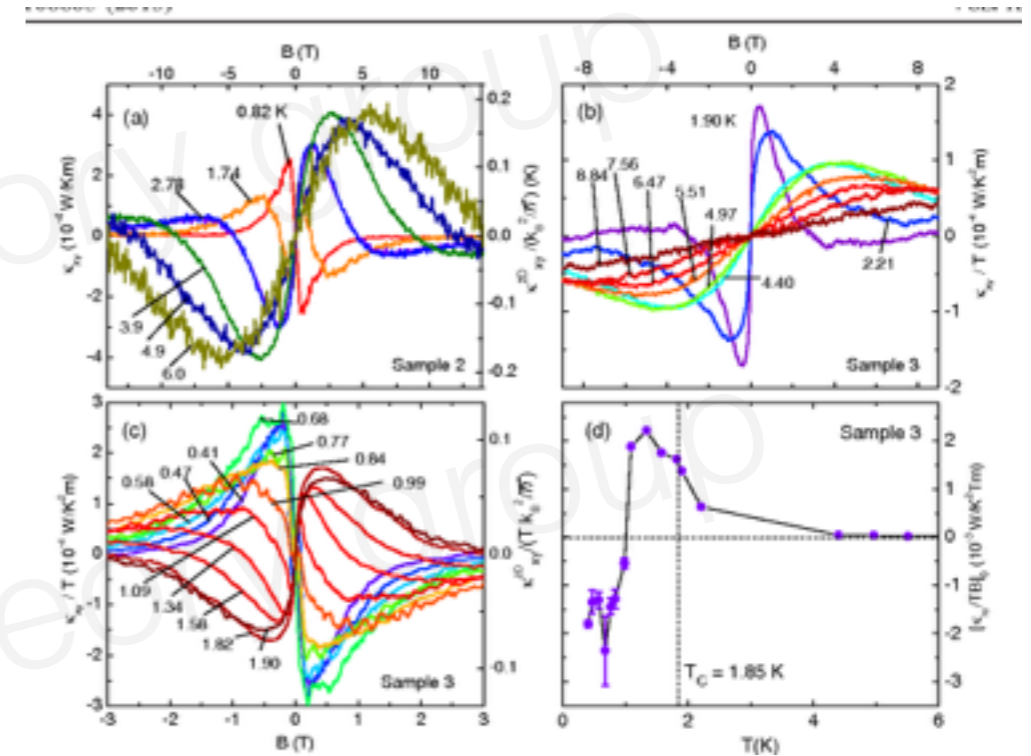 B (T)
-10 -5 0 5 10
(a)
0.82 K
1.74
2.73
3.9
4.9
6.0
Sample 2
4
2
0
-2
-4
0.2
0.1
0.0
-0.1
-0.2
B (T)
-8 -4 0 4 8
(b)
1.90 K
8.84
7.56
6.47
5.51
4.97
4.40
2.21
Sample 3
2
1
0
-1
-2
κxy / T (10⁻⁴ W/K²m)
(c)
0.68
0.77
0.84
0.99
0.41
0.47
0.58
1.09
1.34
1.58
1.82
1.90
Sample 3
3
2
1
0
-1
-2
-3
0.1
0.0
-0.1
-3 -2 -1 0 1 2 3
B (T)
(d)
Sample 3
T_C = 1.85 K
2
1
0
-1
-2
-3
0 2 4 6
T(K)